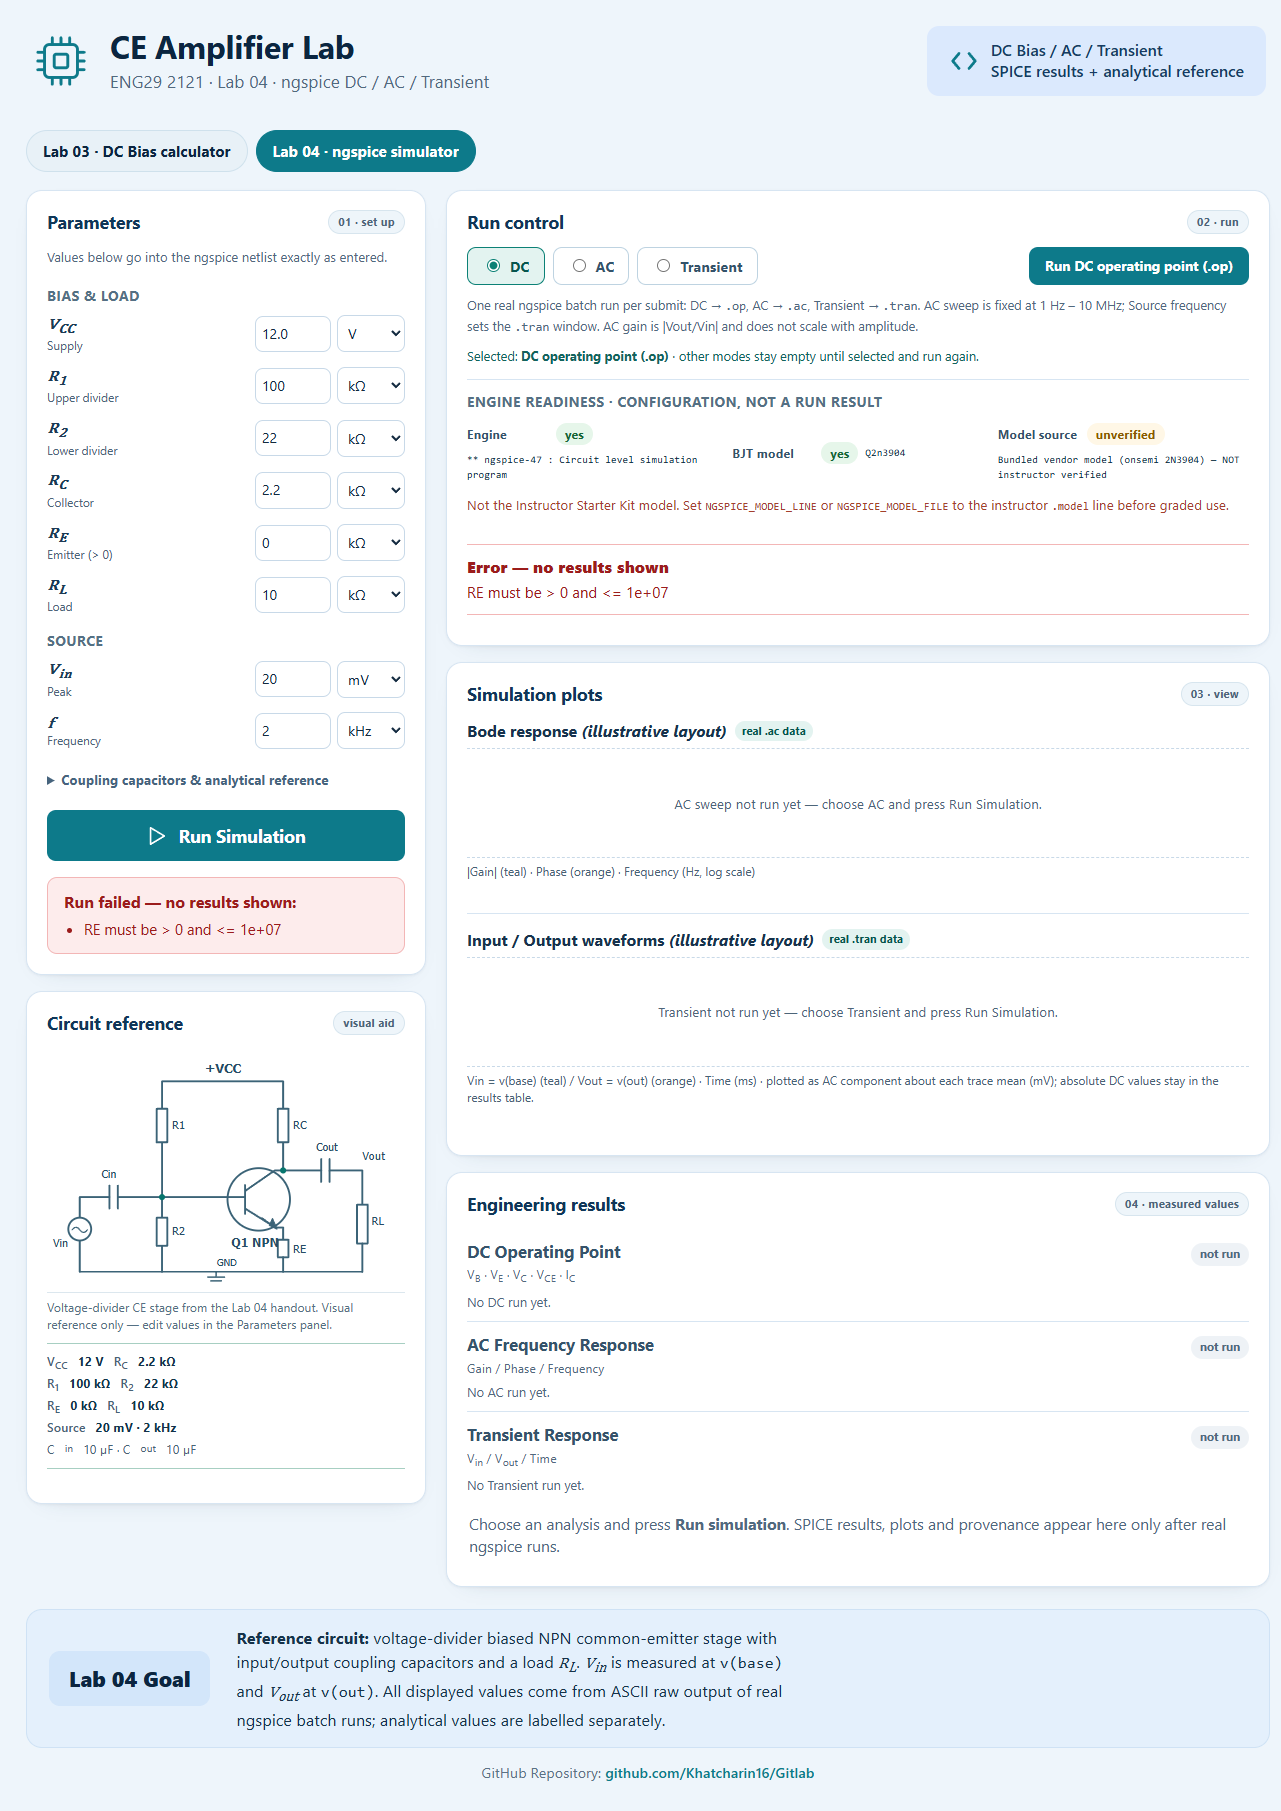 CE Amplifier Lab
ENG29 2121 · Lab 04 · ngspice DC / AC / Transient
DC Bias / AC / Transient
SPICE results + analytical reference
Lab 03 · DC Bias calculator
Lab 04 · ngspice simulator
Parameters
01 · set up
Values below go into the ngspice netlist exactly as entered.
BIAS & LOAD
VCC
Supply
12.0
V
R1
Upper divider
100
kΩ
R2
Lower divider
22
kΩ
RC
Collector
2.2
kΩ
RE
Emitter (> 0)
0
kΩ
RL
Load
10
kΩ
SOURCE
Vin
Peak
20
mV
f
Frequency
2
kHz
▶ Coupling capacitors & analytical reference
Run Simulation
Run failed — no results shown:
• RE must be > 0 and <= 1e+07
Circuit reference
visual aid
+VCC
R1
RC
Cout
Vout
Cin
R2
RL
Vin
Q1 NPN
RE
GND
Voltage-divider CE stage from the Lab 04 handout. Visual
reference only — edit values in the Parameters panel.
VCC 12 V RC 2.2 kΩ
R1 100 kΩ R2 22 kΩ
RE 0 kΩ RL 10 kΩ
Source 20 mV · 2 kHz
C in 10 µF · C out 10 µF
Run control
02 · run
DC
AC
Transient
Run DC operating point (.op)
One real ngspice batch run per submit: DC → .op, AC → .ac, Transient → .tran. AC sweep is fixed at 1 Hz – 10 MHz; Source frequency
sets the .tran window. AC gain is |Vout/Vin| and does not scale with amplitude.
Selected: DC operating point (.op) · other modes stay empty until selected and run again.
ENGINE READINESS · CONFIGURATION, NOT A RUN RESULT
Engine yes
** ngspice-47 : Circuit level simulation
program
BJT model yes Q2n3904
Model source unverified
Bundled vendor model (onsemi 2N3904) — NOT
instructor verified
Not the Instructor Starter Kit model. Set NGSPICE_MODEL_LINE or NGSPICE_MODEL_FILE to the instructor .model line before graded use.
Error — no results shown
RE must be > 0 and <= 1e+07
Simulation plots
03 · view
Bode response (illustrative layout) real .ac data
AC sweep not run yet — choose AC and press Run Simulation.
|Gain| (teal) · Phase (orange) · Frequency (Hz, log scale)
Input / Output waveforms (illustrative layout) real .tran data
Transient not run yet — choose Transient and press Run Simulation.
Vin = v(base) (teal) / Vout = v(out) (orange) · Time (ms) · plotted as AC component about each trace mean (mV); absolute DC values stay in the
results table.
Engineering results
04 · measured values
DC Operating Point
not run
VB · VE · VC · VCE · IC
No DC run yet.
AC Frequency Response
not run
Gain / Phase / Frequency
No AC run yet.
Transient Response
not run
Vin / Vout / Time
No Transient run yet.
Choose an analysis and press Run simulation. SPICE results, plots and provenance appear here only after real
ngspice runs.
Lab 04 Goal
Reference circuit: voltage-divider biased NPN common-emitter stage with
input/output coupling capacitors and a load RL. Vin is measured at v(base)
and Vout at v(out). All displayed values come from ASCII raw output of real
ngspice batch runs; analytical values are labelled separately.
GitHub Repository: github.com/Khatcharin16/Gitlab